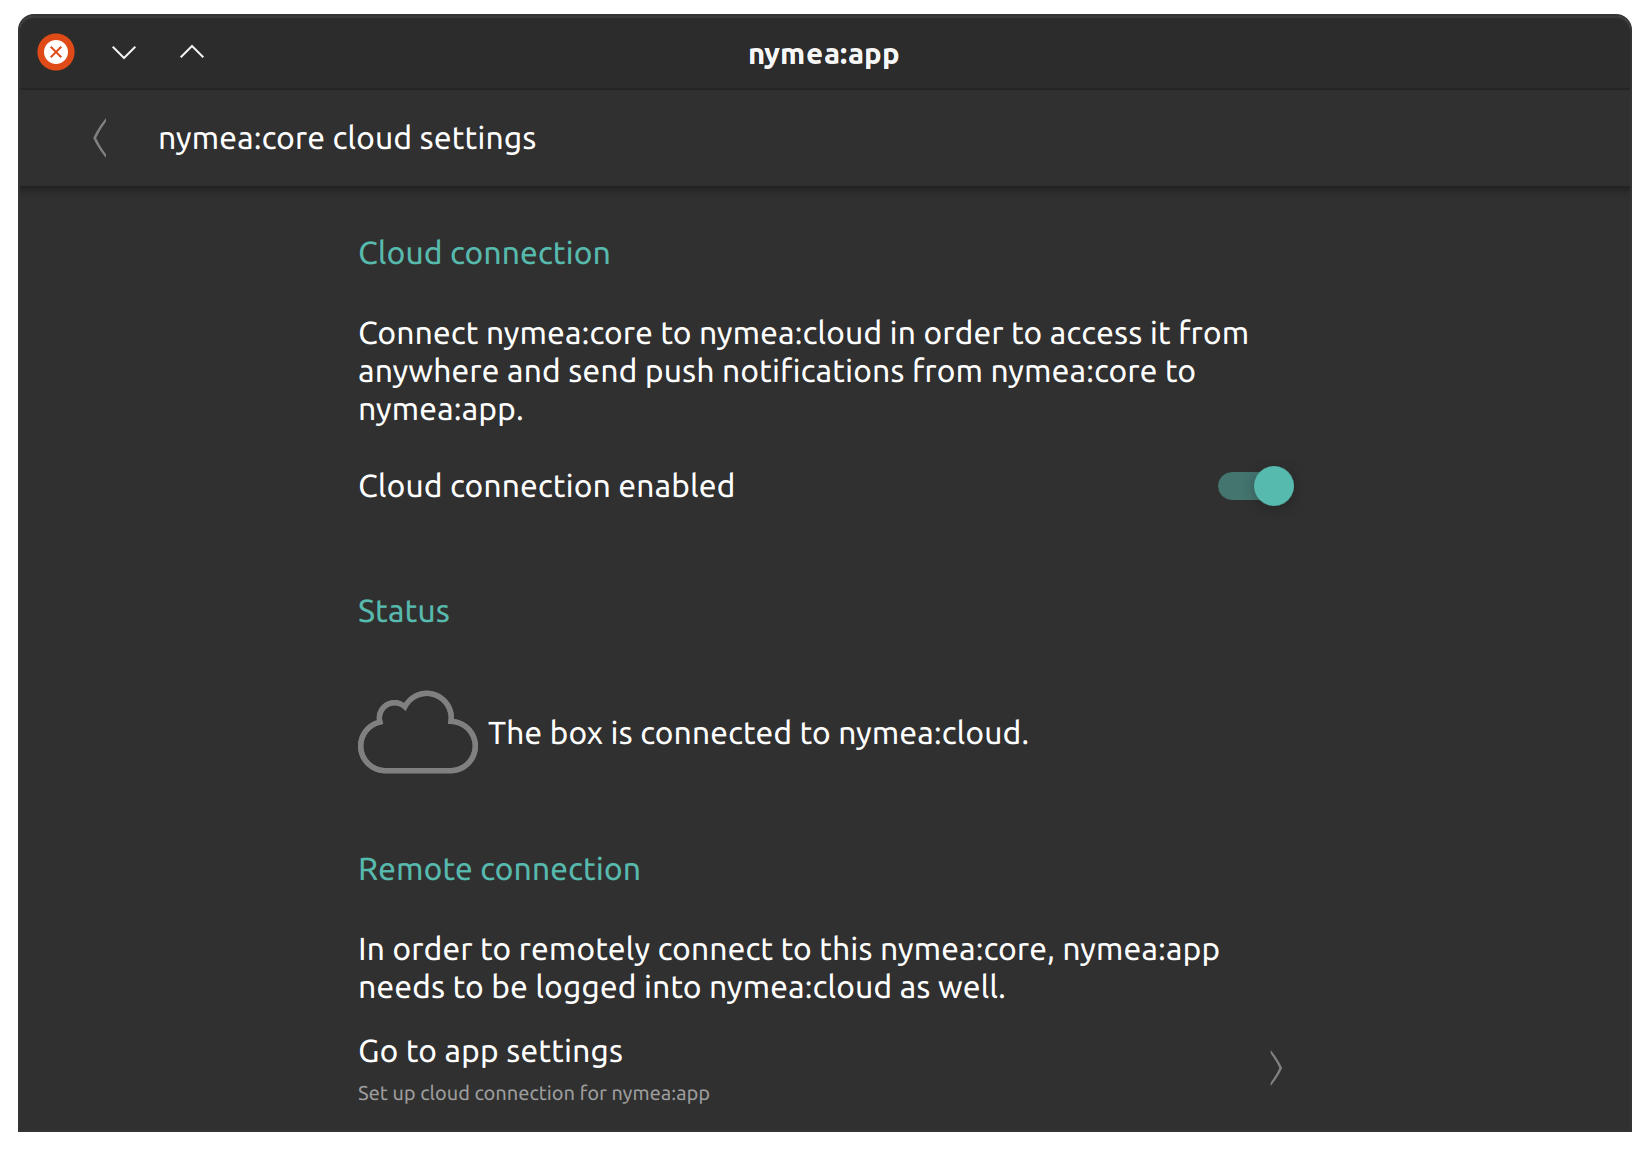 nymea:app
nymea:core cloud settings
Cloud connection
Connect nymea:core to nymea:cloud in order to access it from
anywhere and send push notifications from nymea:core to
nymea:app.
Cloud connection enabled
Status
The box is connected to nymea:cloud.
Remote connection
In order to remotely connect to this nymea:core, nymea:app
needs to be logged into nymea:cloud as well.
Go to app settings
Set up cloud connection for nymea:app